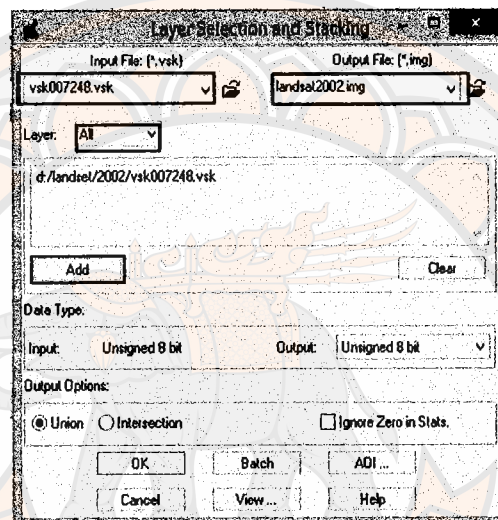 Layer Selection and Stacking
Input File: (*.vsk) Output File: (*.img)
vsk007248.vsk landsel2002.img
Layer: All
d:/landsel/2002/vsk007248.vsk
Add Clear
Data Type:
Input: Unsigned 8 bit Output: Unsigned 8 bit
Output Options:
Union Intersection Ignore Zero in Stats.
OK Batch AOI ...
Cancel View ... Help